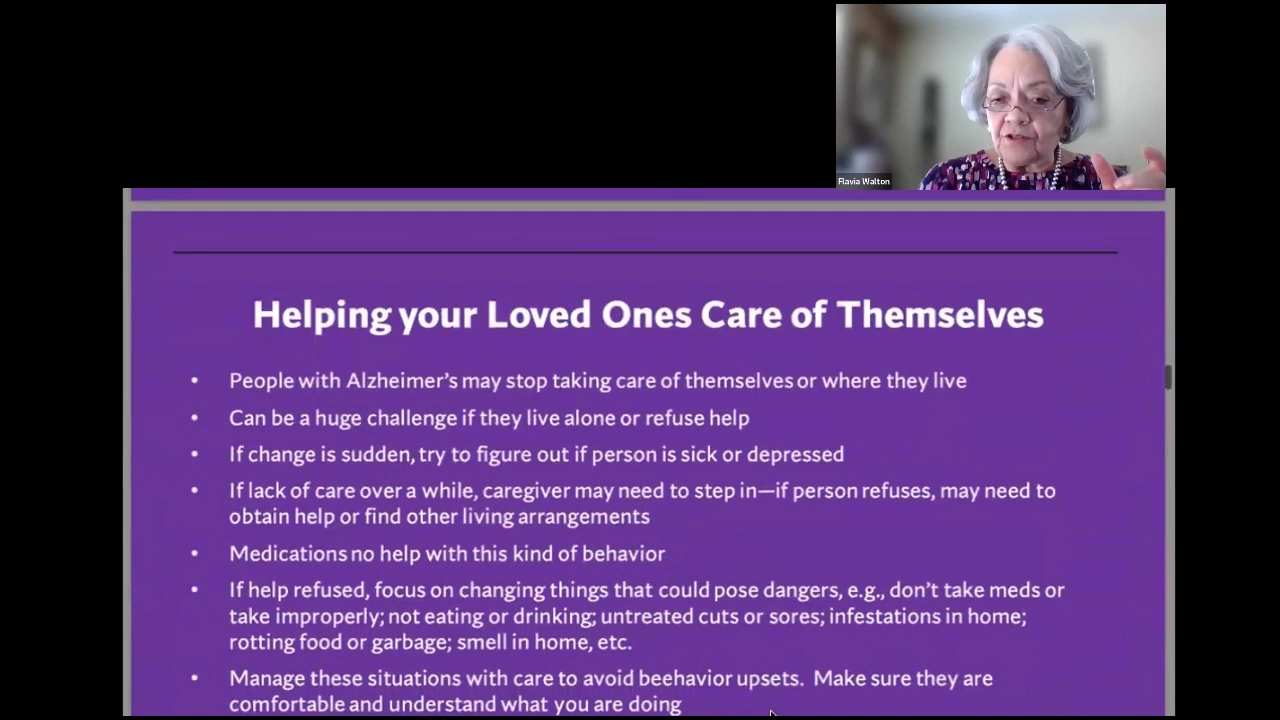 Flavia Walton
Helping your Loved Ones Care of Themselves
• People with Alzheimer's may stop taking care of themselves or where they live
• Can be a huge challenge if they live alone or refuse help
• If change is sudden, try to figure out if person is sick or depressed
• If lack of care over a while, caregiver may need to step in—if person refuses, may need to
obtain help or find other living arrangements
• Medications no help with this kind of behavior
• If help refused, focus on changing things that could pose dangers, e.g., don't take meds or
take improperly; not eating or drinking; untreated cuts or sores; infestations in home;
rotting food or garbage; smell in home, etc.
• Manage these situations with care to avoid beehavior upsets. Make sure they are
comfortable and understand what you are doing